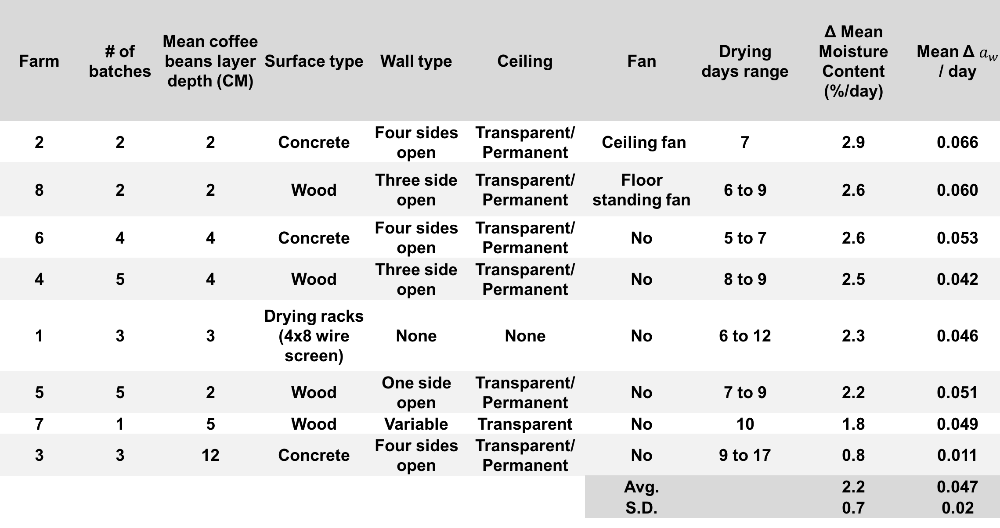 Farm # of batches Mean coffee beans layer depth (CM) Surface type Wall type Ceiling Fan Drying days range Δ Mean Moisture Content (%/day) Mean Δ a_w / day
2 2 2 Concrete Four sides open Transparent/ Permanent Ceiling fan 7 2.9 0.066
8 2 2 Wood Three side open Transparent/ Permanent Floor standing fan 6 to 9 2.6 0.060
6 4 4 Concrete Four sides open Transparent/ Permanent No 5 to 7 2.6 0.053
4 5 4 Wood Three side open Transparent/ Permanent No 8 to 9 2.5 0.042
1 3 3 Drying racks (4x8 wire screen) None None No 6 to 12 2.3 0.046
5 5 2 Wood One side open Transparent/ Permanent No 7 to 9 2.2 0.051
7 1 5 Wood Variable Transparent No 10 1.8 0.049
3 3 12 Concrete Four sides open Transparent/ Permanent No 9 to 17 0.8 0.011
Avg. 2.2 0.047
S.D. 0.7 0.02